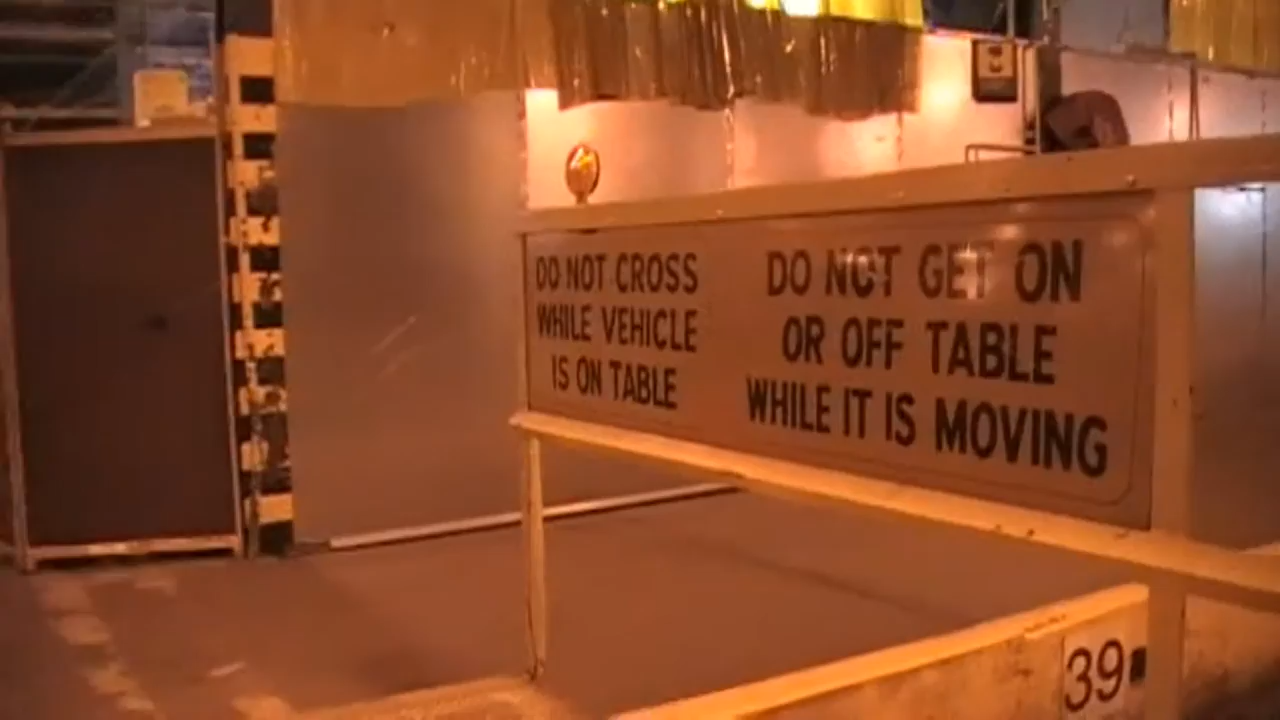 DO NOT CROSS
WHILE VEHICLE
IS ON TABLE
DO NOT GET ON
OR OFF TABLE
WHILE IT IS MOVING
39